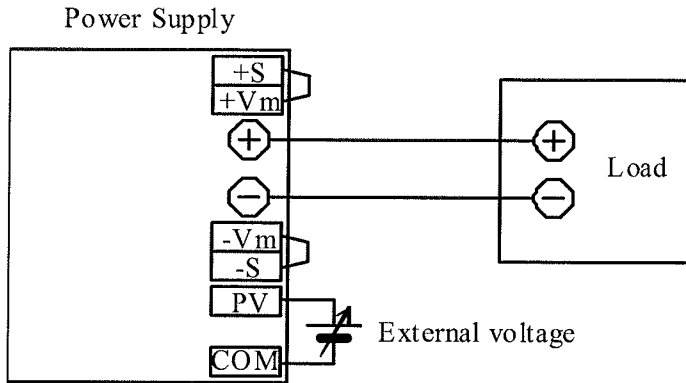 Power Supply
+S
+Vm
+
+
Load
-
-
-Vm
-S
PV
External voltage
COM